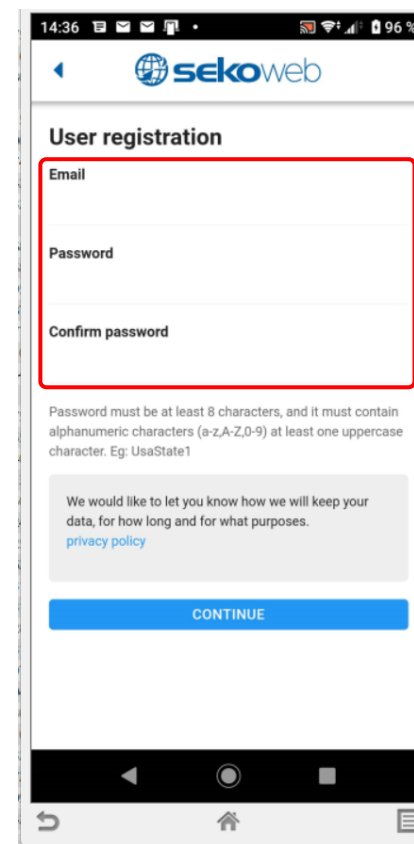 14:36 96 %
sekoweb
User registration
Email
Password
Confirm password
Password must be at least 8 characters, and it must contain
alphanumeric characters (a-z,A-Z,0-9) at least one uppercase
character. Eg: UsaState1
We would like to let you know how we will keep your
data, for how long and for what purposes.
privacy policy
CONTINUE